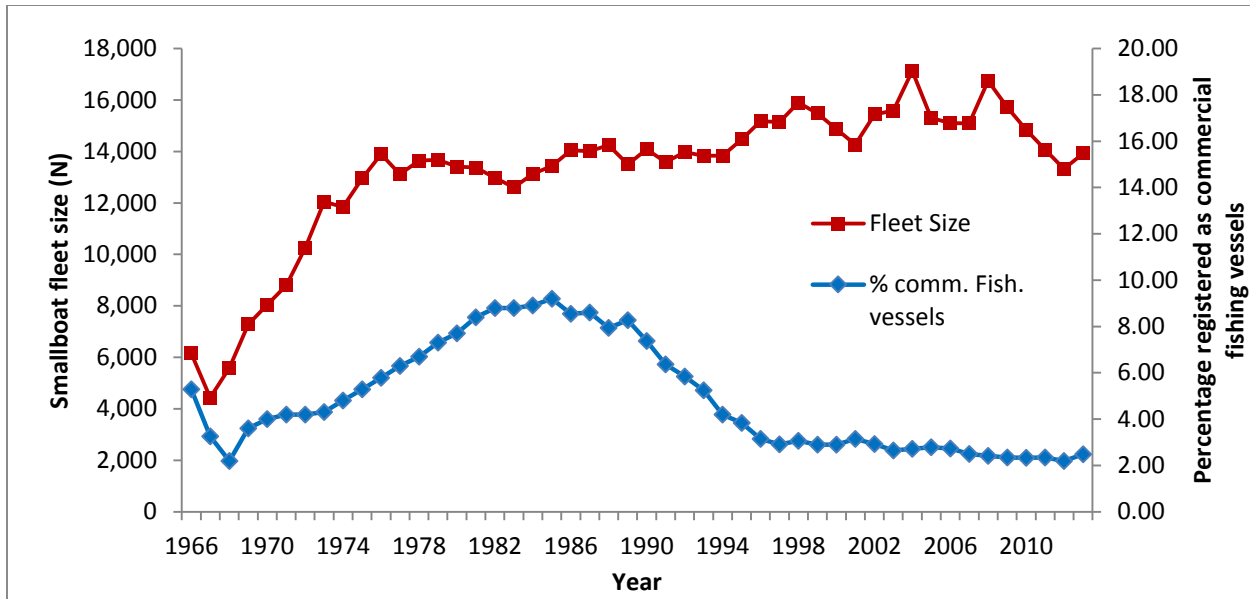 18,000
16,000
14,000
12,000
10,000
8,000
6,000
4,000
2,000
0
Smallboat fleet size (N)
20.00
18.00
16.00
14.00
12.00
10.00
8.00
6.00
4.00
2.00
0.00
Percentage registered as commercial
fishing vessels
Fleet Size
% comm. Fish.
vessels
1966 1970 1974 1978 1982 1986 1990 1994 1998 2002 2006 2010
Year